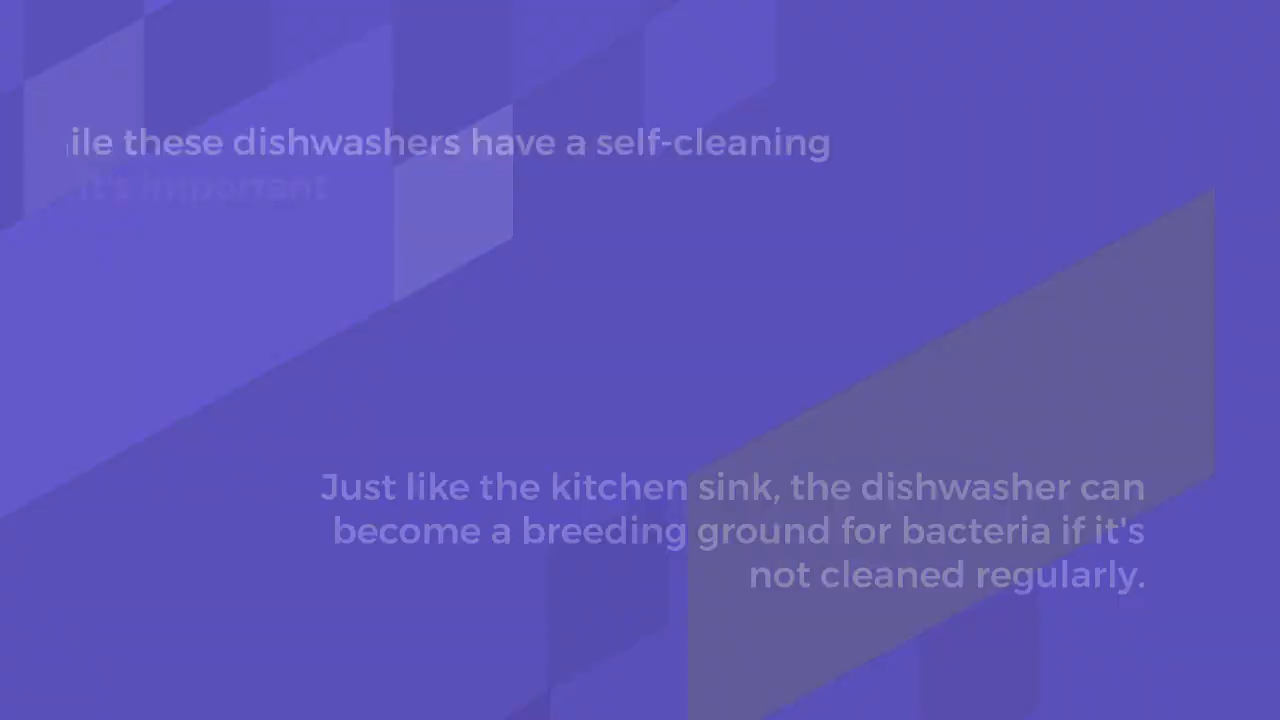 ile these dishwashers have a self-cleaning
it's important
Just like the kitchen sink, the dishwasher can
become a breeding ground for bacteria if it's
not cleaned regularly.